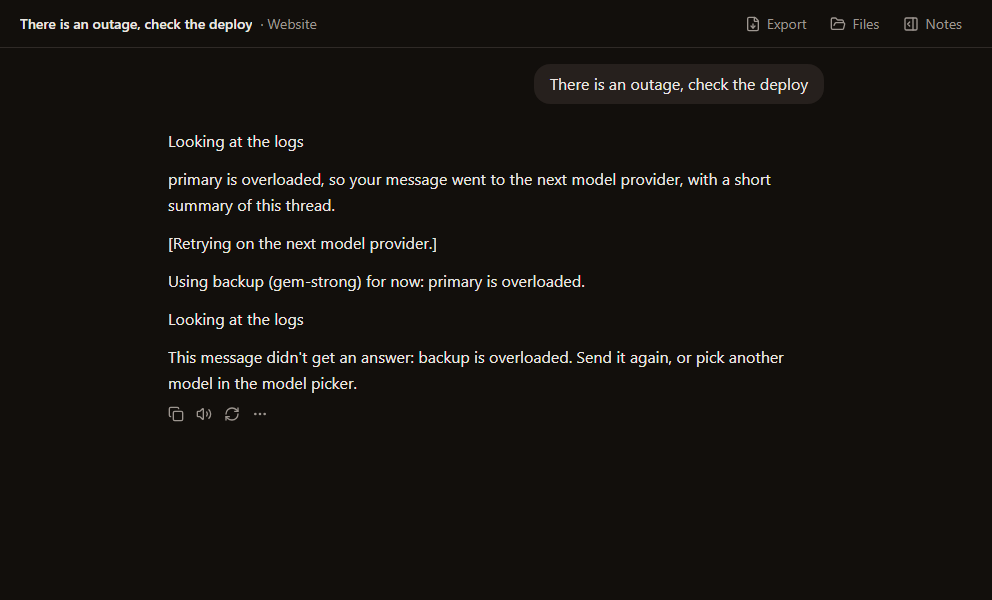 There is an outage, check the deploy · Website
Export
Files
Notes
There is an outage, check the deploy
Looking at the logs
primary is overloaded, so your message went to the next model provider, with a short
summary of this thread.
[Retrying on the next model provider.]
Using backup (gem-strong) for now: primary is overloaded.
Looking at the logs
This message didn't get an answer: backup is overloaded. Send it again, or pick another
model in the model picker.